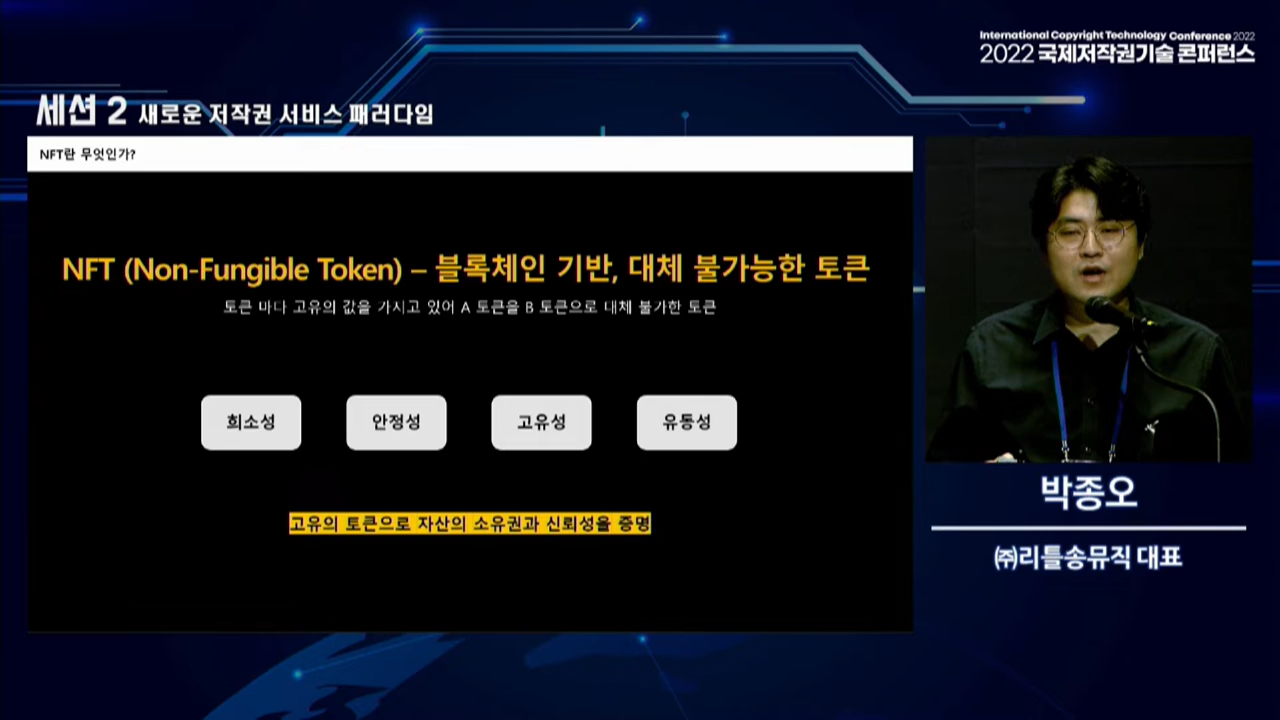 International Copyright Technology Conference 2022
2022 국제저작권기술 콘퍼런스
세션 2 새로운 저작권 서비스 패러다임
NFT란 무엇인가?
NFT (Non-Fungible Token) – 블록체인 기반, 대체 불가능한 토큰
토큰 마다 고유의 값을 가시고 있어 A 토큰을 B 토큰으로 대체 불가한 토큰
희소성
안정성
고유성
유동성
고유의 토큰으로 자산의 소유권과 신뢰성을 증명
박종오
㈜리틀송뮤직 대표